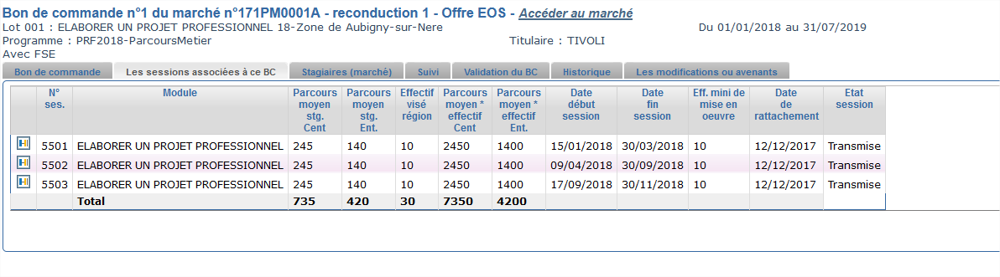 Bon de commande n°1 du marché n°171PM0001A - reconduction 1 - Offre EOS - Accéder au marché
Lot 001 : ELABORER UN PROJET PROFESSIONNEL 18-Zone de Aubigny-sur-Nere Du 01/01/2018 au 31/07/2019
Programme : PRF2018-ParcoursMetier Titulaire : TIVOLI
Avec FSE
Bon de commande Les sessions associées à ce BC Stagiaires (marché) Suivi Validation du BC Historique Les modifications ou avenants
N° Module Parcours Parcours Effectif Parcours Parcours Date Date Eff. mini de Date Etat
ses. moyen moyen visé moyen * moyen * début fin mise en de session
stg. stg. région effectif effectif session session oeuvre rattachement
Cent Ent. Cent Ent.
5501 ELABORER UN PROJET PROFESSIONNEL 245 140 10 2450 1400 15/01/2018 30/03/2018 10 12/12/2017 Transmise
5502 ELABORER UN PROJET PROFESSIONNEL 245 140 10 2450 1400 09/04/2018 30/09/2018 10 12/12/2017 Transmise
5503 ELABORER UN PROJET PROFESSIONNEL 245 140 10 2450 1400 17/09/2018 30/11/2018 10 12/12/2017 Transmise
Total 735 420 30 7350 4200